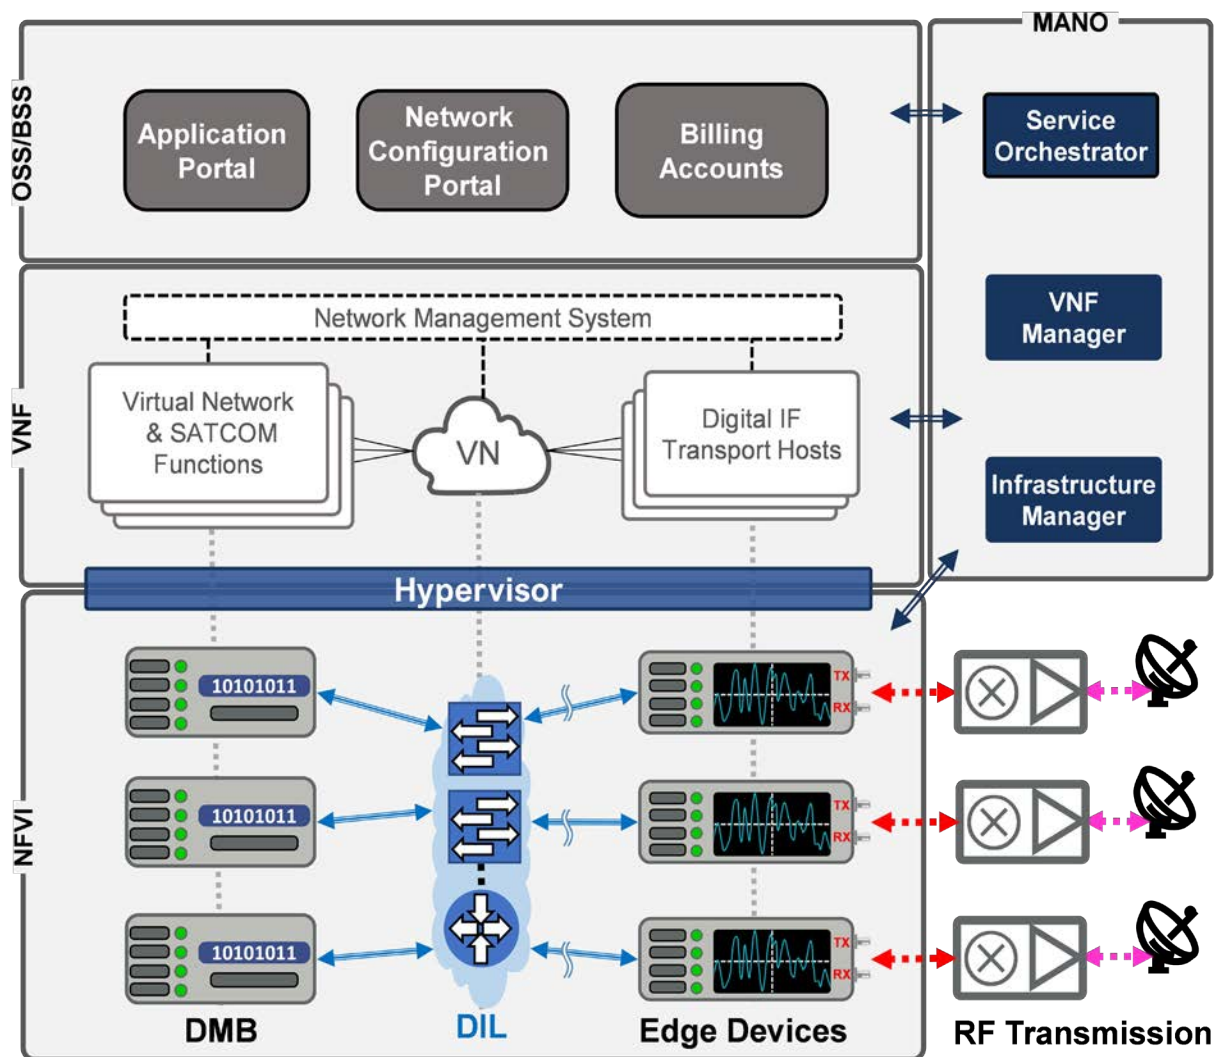 MANO
OSS/BSS
Application
Portal
Network
Configuration
Portal
Billing
Accounts
Service
Orchestrator
VNF
Network Management System
Virtual Network
& SATCOM
Functions
VN
Digital IF
Transport Hosts
VNF
Manager
Infrastructure
Manager
Hypervisor
NFVI
10101011
TX
RX
10101011
TX
RX
10101011
TX
RX
DMB
DIL
Edge Devices
RF Transmission